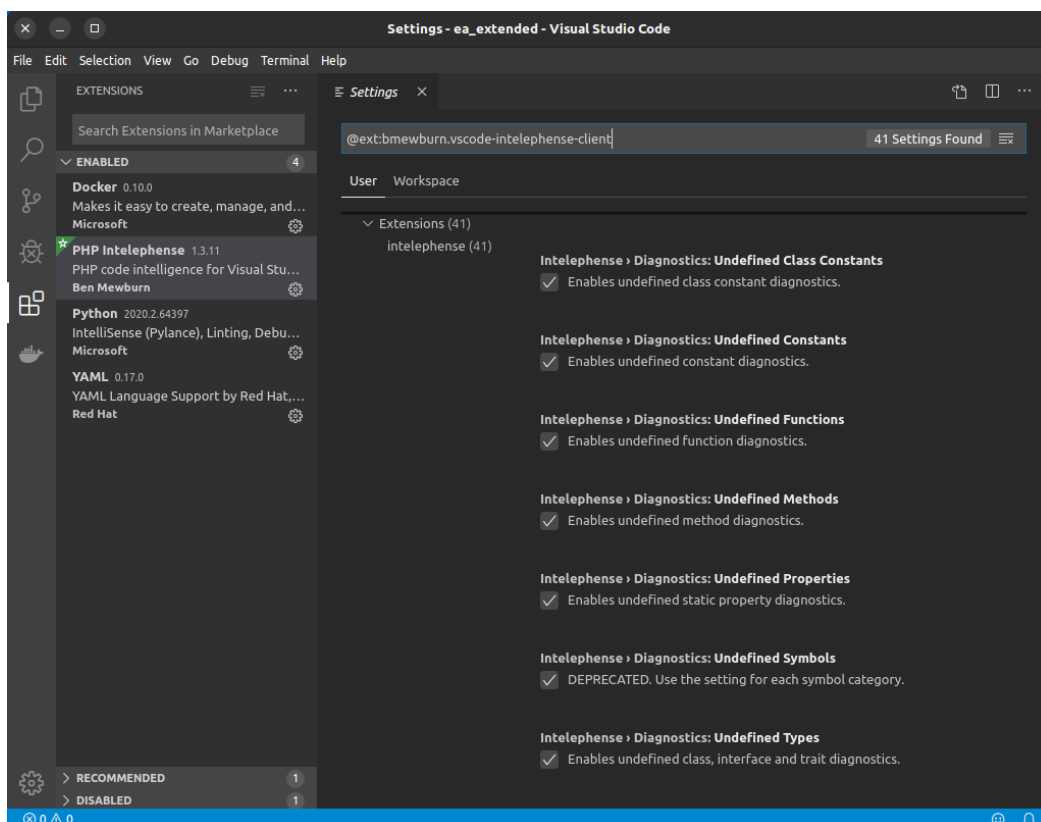 Settings - ea_extended - Visual Studio Code
File Edit Selection View Go Debug Terminal Help
EXTENSIONS
Search Extensions in Marketplace
ENABLED 4
Docker 0.10.0
Makes it easy to create, manage, and...
Microsoft
PHP Intelephense 1.3.11
PHP code intelligence for Visual Stu...
Ben Mewburn
Python 2020.2.64397
IntelliSense (Pylance), Linting, Debu...
Microsoft
YAML 0.17.0
YAML Language Support by Red Hat,...
Red Hat
RECOMMENDED 1
DISABLED 1
Settings
@ext:bmewburn.vscode-intelephense-client 41 Settings Found
User Workspace
Extensions (41)
intelephense (41)
Intelephense › Diagnostics: Undefined Class Constants
Enables undefined class constant diagnostics.
Intelephense › Diagnostics: Undefined Constants
Enables undefined constant diagnostics.
Intelephense › Diagnostics: Undefined Functions
Enables undefined function diagnostics.
Intelephense › Diagnostics: Undefined Methods
Enables undefined method diagnostics.
Intelephense › Diagnostics: Undefined Properties
Enables undefined static property diagnostics.
Intelephense › Diagnostics: Undefined Symbols
DEPRECATED. Use the setting for each symbol category.
Intelephense › Diagnostics: Undefined Types
Enables undefined class, interface and trait diagnostics.
0 0